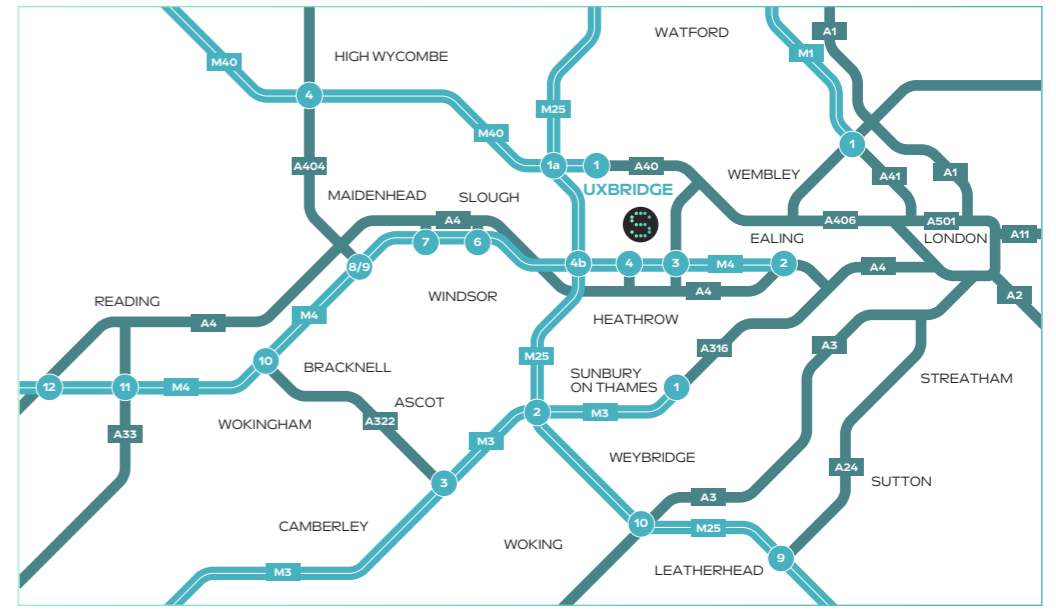 WATFORD
A1
M1
HIGH WYCOMBE
M40
4
M25
M40
1
1a
1
A40
A404
WEMBLEY
A41
A1
UXBRIDGE
MAIDENHEAD
SLOUGH
A4
A406
A501
A11
EALING
LONDON
7
6
8/9
4b
4
3
M4
2
A4
WINDSOR
A4
A2
READING
HEATHROW
M4
A4
A316
A3
M25
10
BRACKNELL
SUNBURY
ON THAMES
1
STREATHAM
12
11
M4
ASCOT
2
M3
WOKINGHAM
A322
A33
M3
WEYBRIDGE
A24
SUTTON
3
A3
CAMBERLEY
10
M25
WOKING
9
LEATHERHEAD
M3